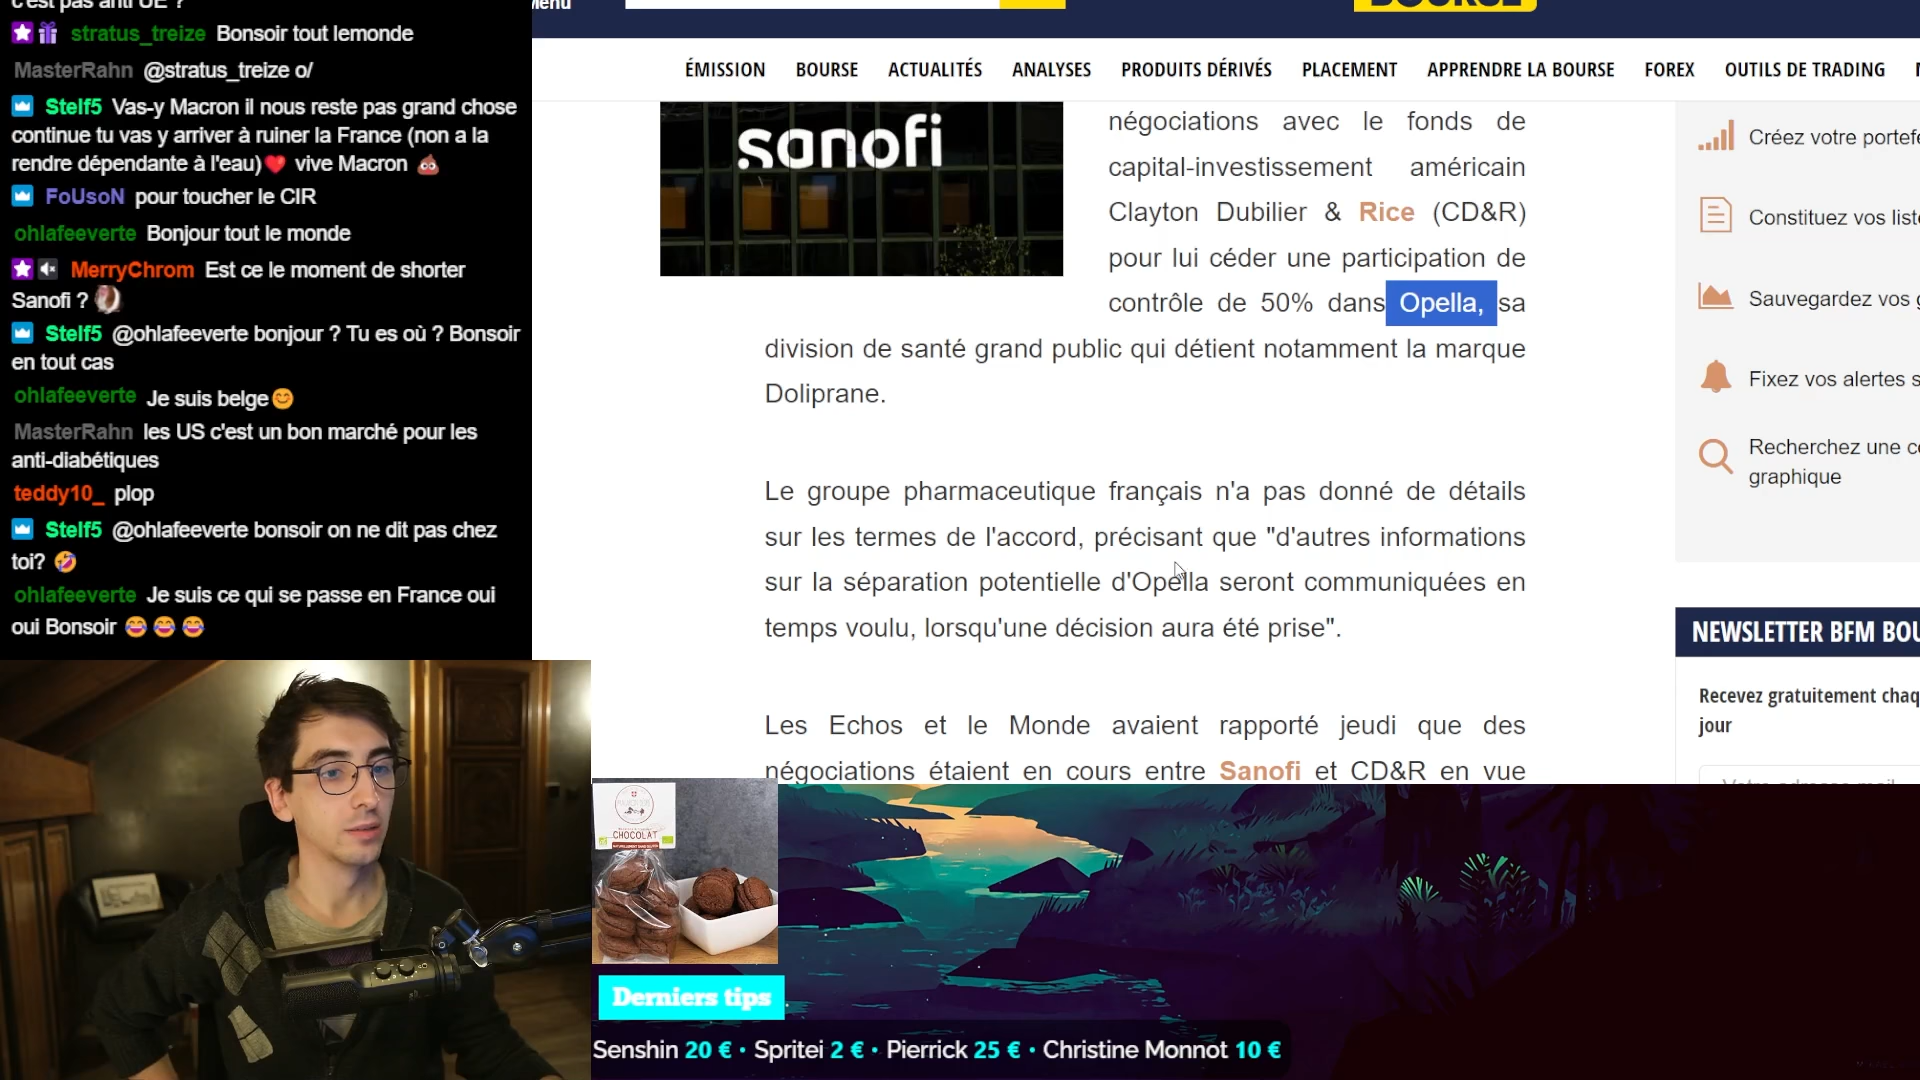 c'est pas anti UE ?
stratus_treize Bonsoir tout lemonde
MasterRahn @stratus_treize o/
Stelf5 Vas-y Macron il nous reste pas grand chose
continue tu vas y arriver à ruiner la France (non a la
rendre dépendante à l'eau)❤️ vive Macron 💩
FoUsoN pour toucher le CIR
ohlafeeverte Bonjour tout le monde
MerryChrom Est ce le moment de shorter
Sanofi ?
Stelf5 @ohlafeeverte bonjour ? Tu es où ? Bonsoir
en tout cas
ohlafeeverte Je suis belge😊
MasterRahn les US c'est un bon marché pour les
anti-diabétiques
teddy10_ plop
Stelf5 @ohlafeeverte bonsoir on ne dit pas chez
toi? 🤣
ohlafeeverte Je suis ce qui se passe en France oui
oui Bonsoir 😂 😂 😂
Menu
BOURSE
ÉMISSION BOURSE ACTUALITÉS ANALYSES PRODUITS DÉRIVÉS PLACEMENT APPRENDRE LA BOURSE FOREX OUTILS DE TRADING
sanofi
négociations avec le fonds de
capital-investissement américain
Clayton Dubilier & Rice (CD&R)
pour lui céder une participation de
contrôle de 50% dans Opella, sa
division de santé grand public qui détient notamment la marque
Doliprane.
Le groupe pharmaceutique français n'a pas donné de détails
sur les termes de l'accord, précisant que "d'autres informations
sur la séparation potentielle d'Opella seront communiquées en
temps voulu, lorsqu'une décision aura été prise".
Les Echos et le Monde avaient rapporté jeudi que des
négociations étaient en cours entre Sanofi et CD&R en vue
Créez votre portefe
Constituez vos liste
Sauvegardez vos g
Fixez vos alertes s
Recherchez une co
graphique
NEWSLETTER BFM BOU
Recevez gratuitement chaq
jour
Votre adresse mail
CHOCOLAT
Derniers tips
Senshin 20 € • Spritei 2 € • Pierrick 25 € • Christine Monnot 10 €